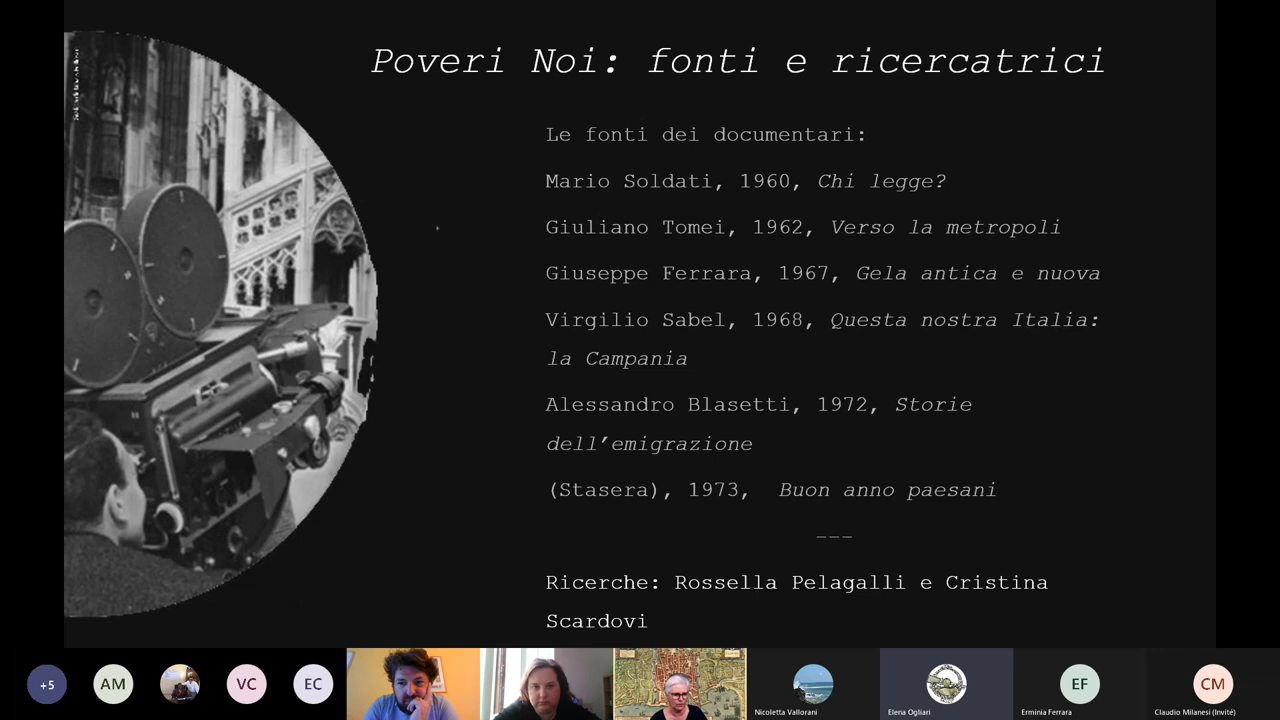 Poveri Noi: fonti e ricercatrici
Le fonti dei documentari:
Mario Soldati, 1960, Chi legge?
Giuliano Tomei, 1962, Verso la metropoli
Giuseppe Ferrara, 1967, Gela antica e nuova
Virgilio Sabel, 1968, Questa nostra Italia:
la Campania
Alessandro Blasetti, 1972, Storie
dell’emigrazione
(Stasera), 1973, Buon anno paesani
___
Ricerche: Rossella Pelagalli e Cristina
Scardovi
+5
AM
VC
EC
Nicoletta Vallorani
Elena Ogliari
EF
Erminia Ferrara
CM
Claudio Milanesi (Invité)